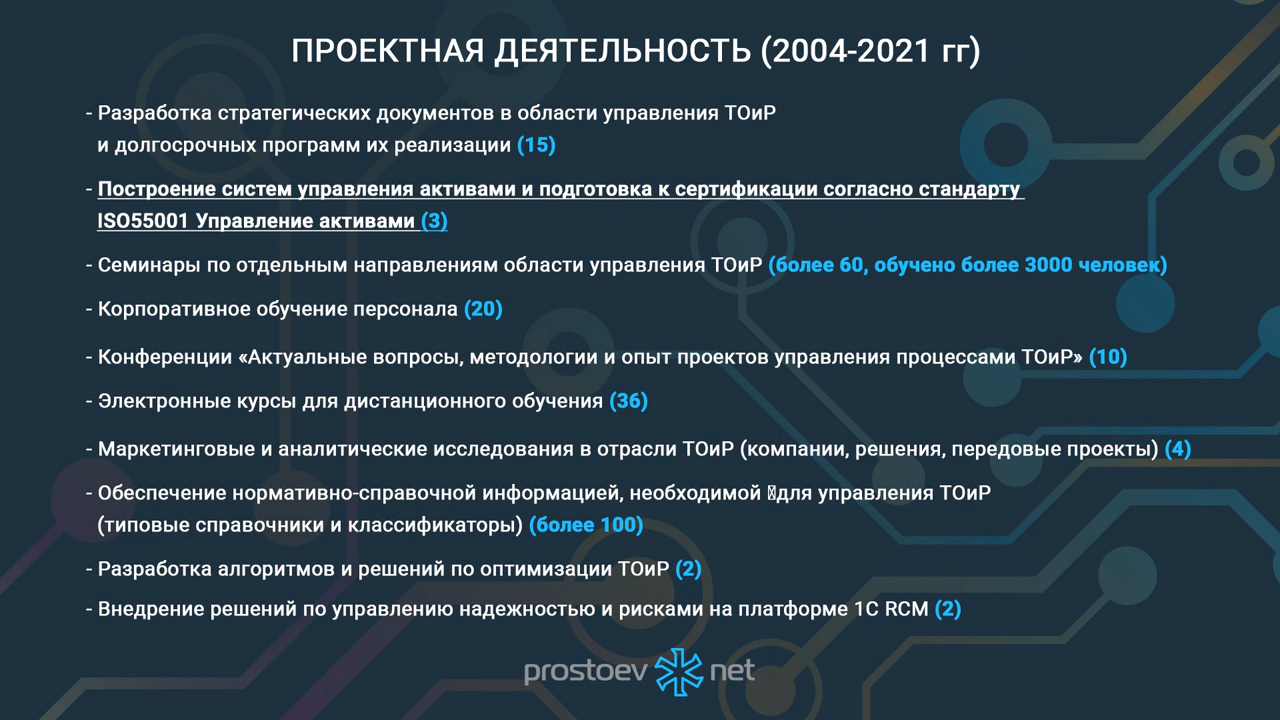 ПРОЕКТНАЯ ДЕЯТЕЛЬНОСТЬ (2004-2021 гг)
- Разработка стратегических документов в области управления ТОиР
и долгосрочных программ их реализации (15)
- Построение систем управления активами и подготовка к сертификации согласно стандарту
ISO55001 Управление активами (3)
- Семинары по отдельным направлениям области управления ТОиР (более 60, обучено более 3000 человек)
- Корпоративное обучение персонала (20)
- Конференции «Актуальные вопросы, методологии и опыт проектов управления процессами ТОиР» (10)
- Электронные курсы для дистанционного обучения (36)
- Маркетинговые и аналитические исследования в отрасли ТОиР (компании, решения, передовые проекты) (4)
- Обеспечение нормативно-справочной информацией, необходимой для управления ТОиР
(типовые справочники и классификаторы) (более 100)
- Разработка алгоритмов и решений по оптимизации ТОиР (2)
- Внедрение решений по управлению надежностью и рисками на платформе 1С RCM (2)
prostoev net